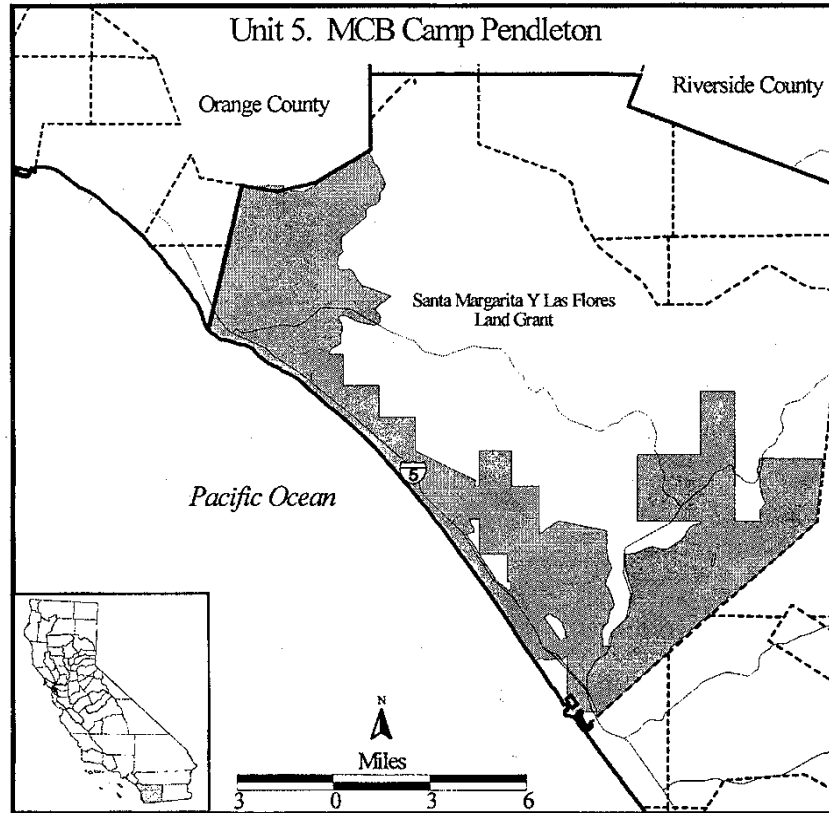 Unit 5. MCB Camp Pendleton
Orange County
Riverside County
Santa Margarita Y Las Flores
Land Grant
5
Pacific Ocean
N
Miles
3 0 3 6